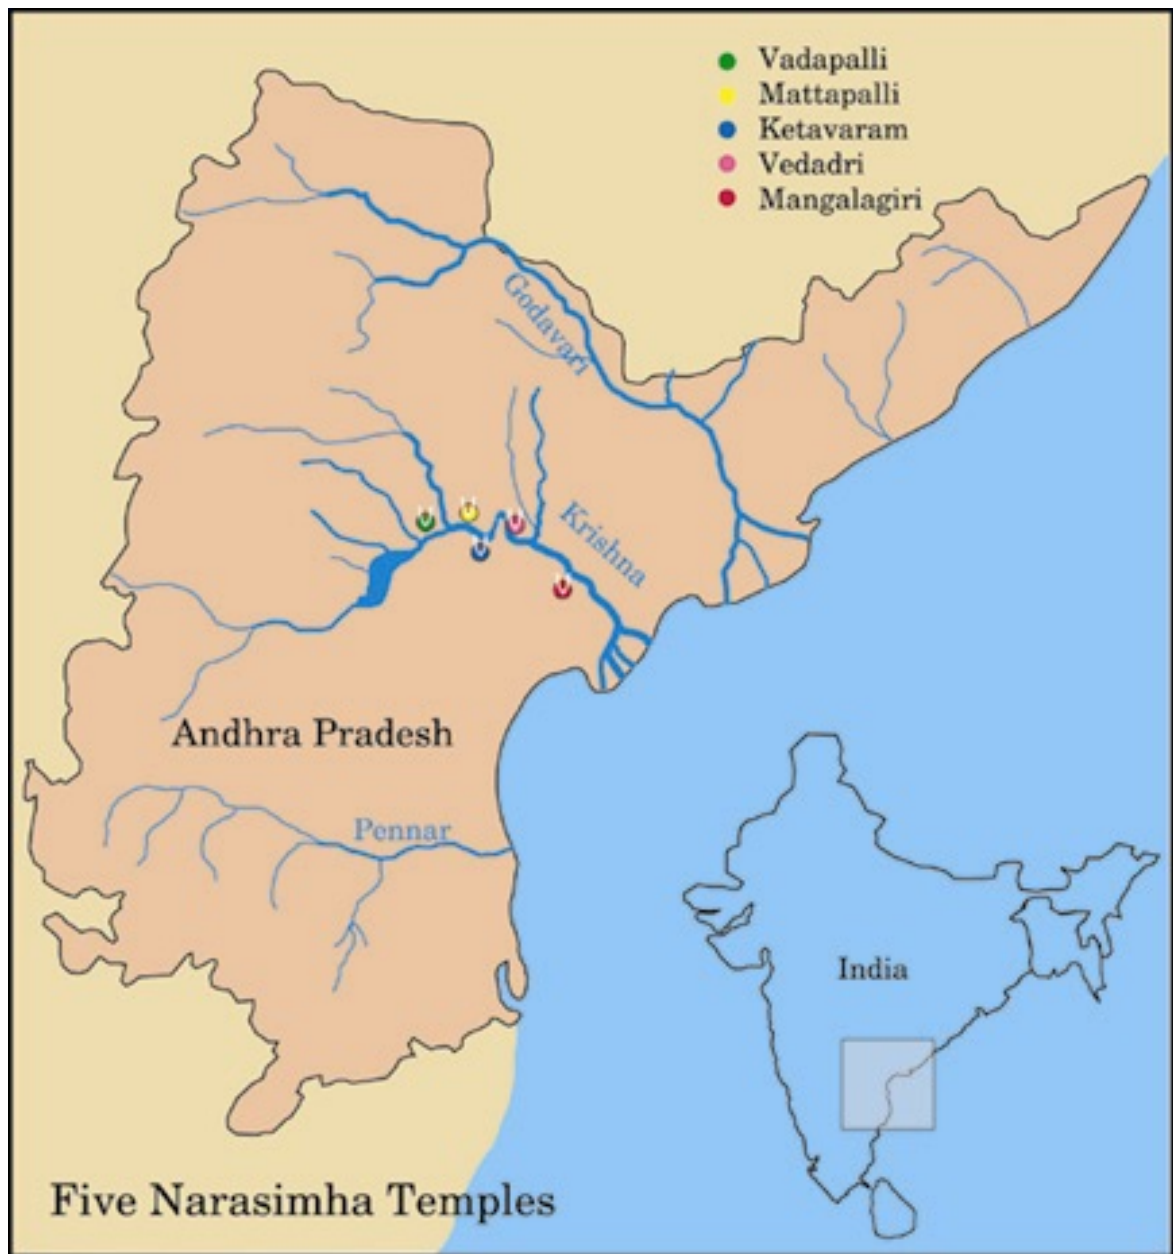 Vadapalli
Mattapalli
Ketavaram
Vedadri
Mangalagiri
Godavari
Krishna
Andhra Pradesh
Pennar
India
Five Narasimha Temples